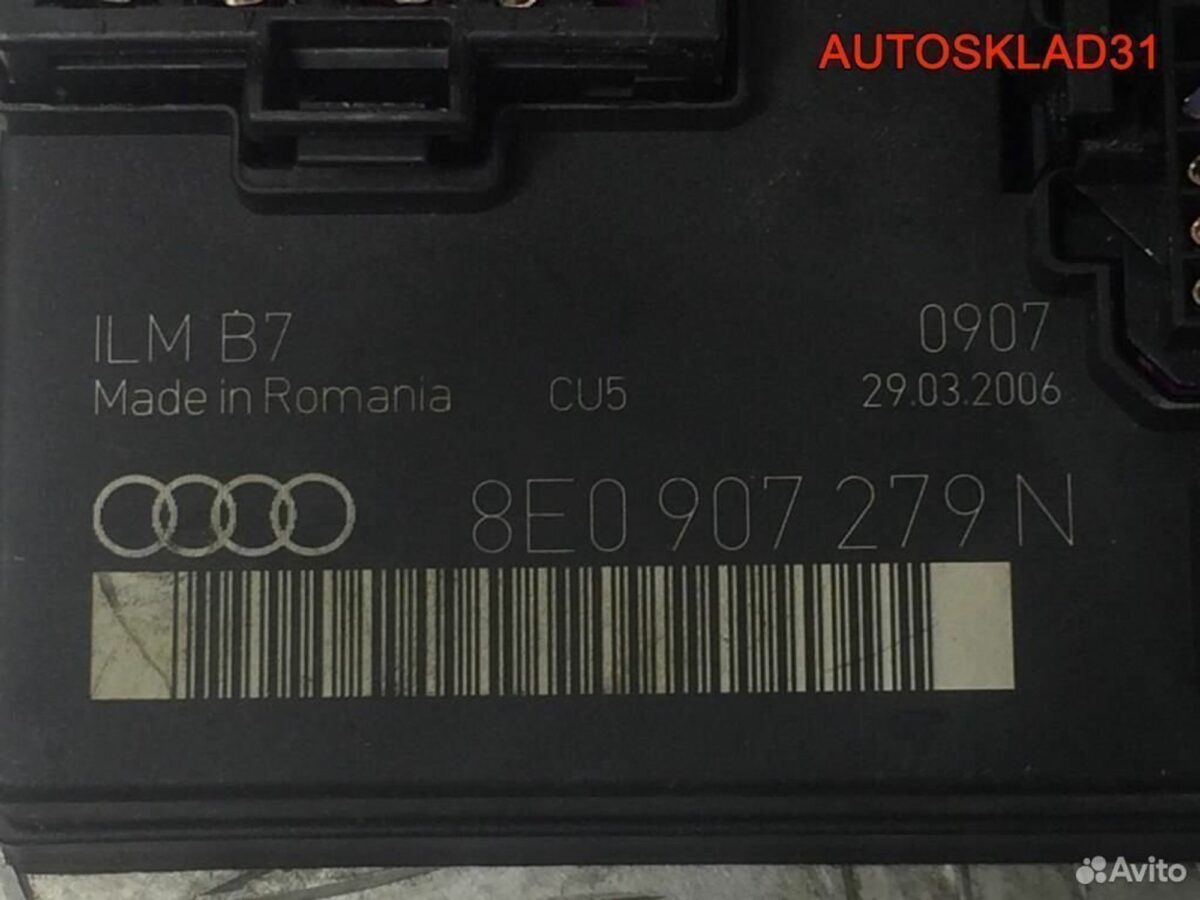 AUTOSKLAD31
ILM B7
0907
Made in Romania CU5 29.03.2006
8E0 907 279 N
Avito